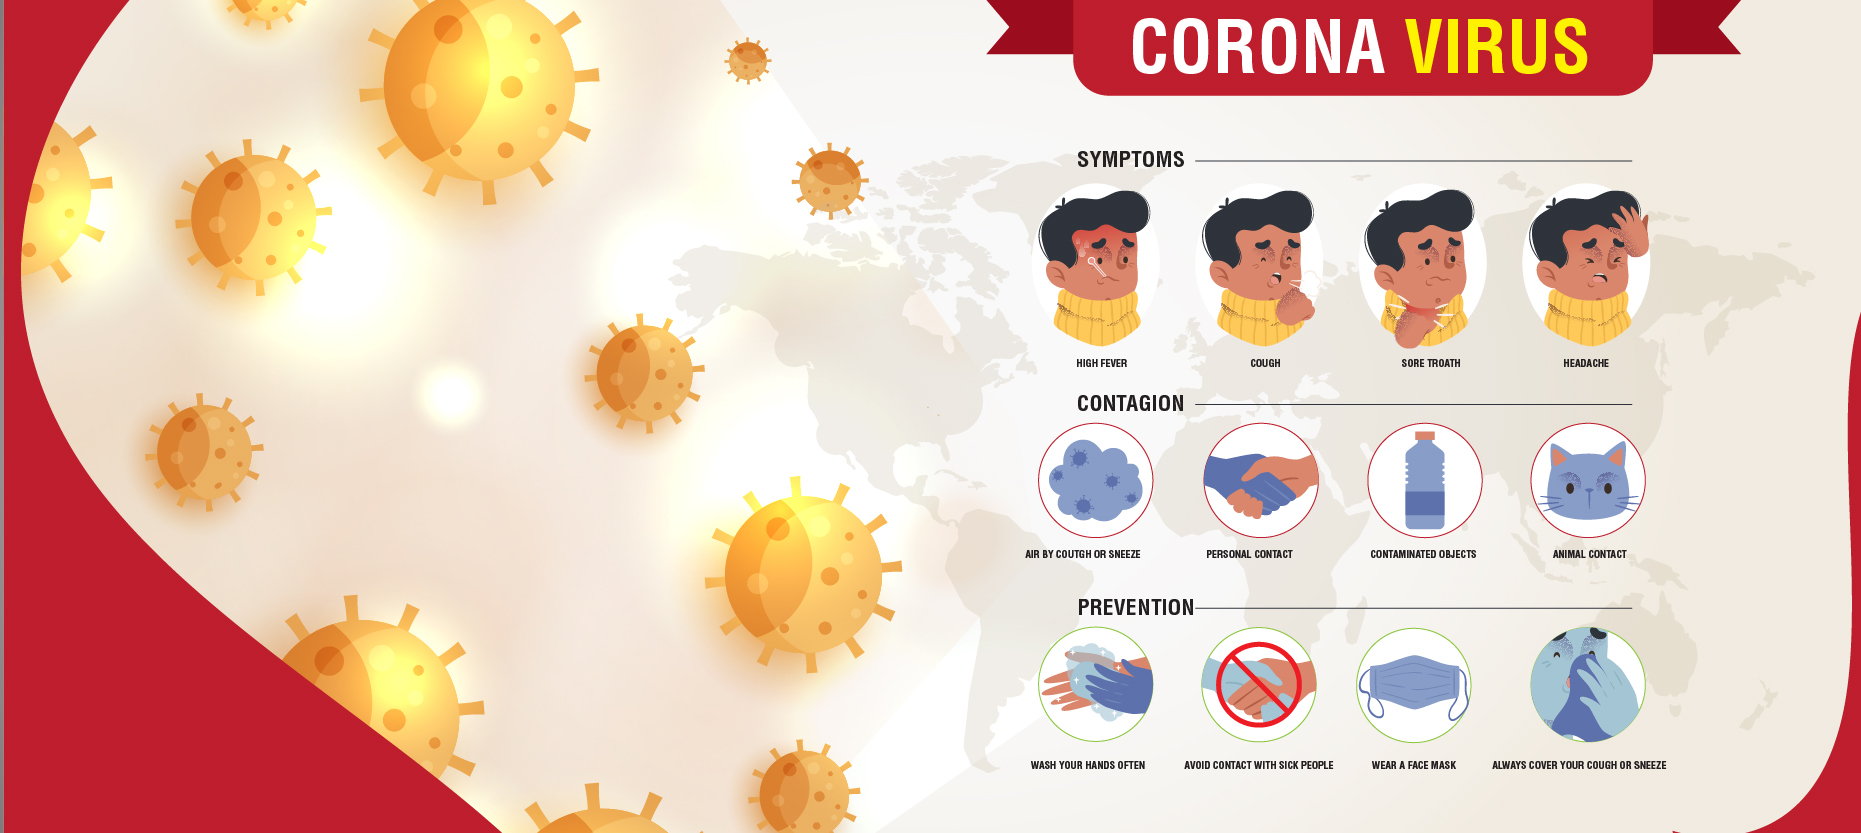 CORONA VIRUS
SYMPTOMS
HIGH FEVER
COUGH
SORE TROATH
HEADACHE
CONTAGION
AIR BY COUTGH OR SNEEZE
PERSONAL CONTACT
CONTAMINATED OBJECTS
ANIMAL CONTACT
PREVENTION
WASH YOUR HANDS OFTEN
AVOID CONTACT WITH SICK PEOPLE
WEAR A FACE MASK
ALWAYS COVER YOUR COUGH OR SNEEZE